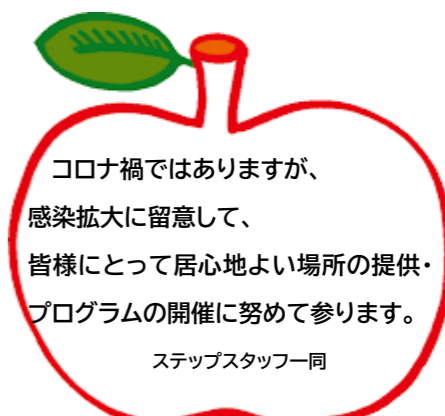 コロナ禍ではありますが、
感染拡大に留意して、
皆様にとって居心地よい場所の提供・
プログラムの開催に努めて参ります。
ステップスタッフ一同